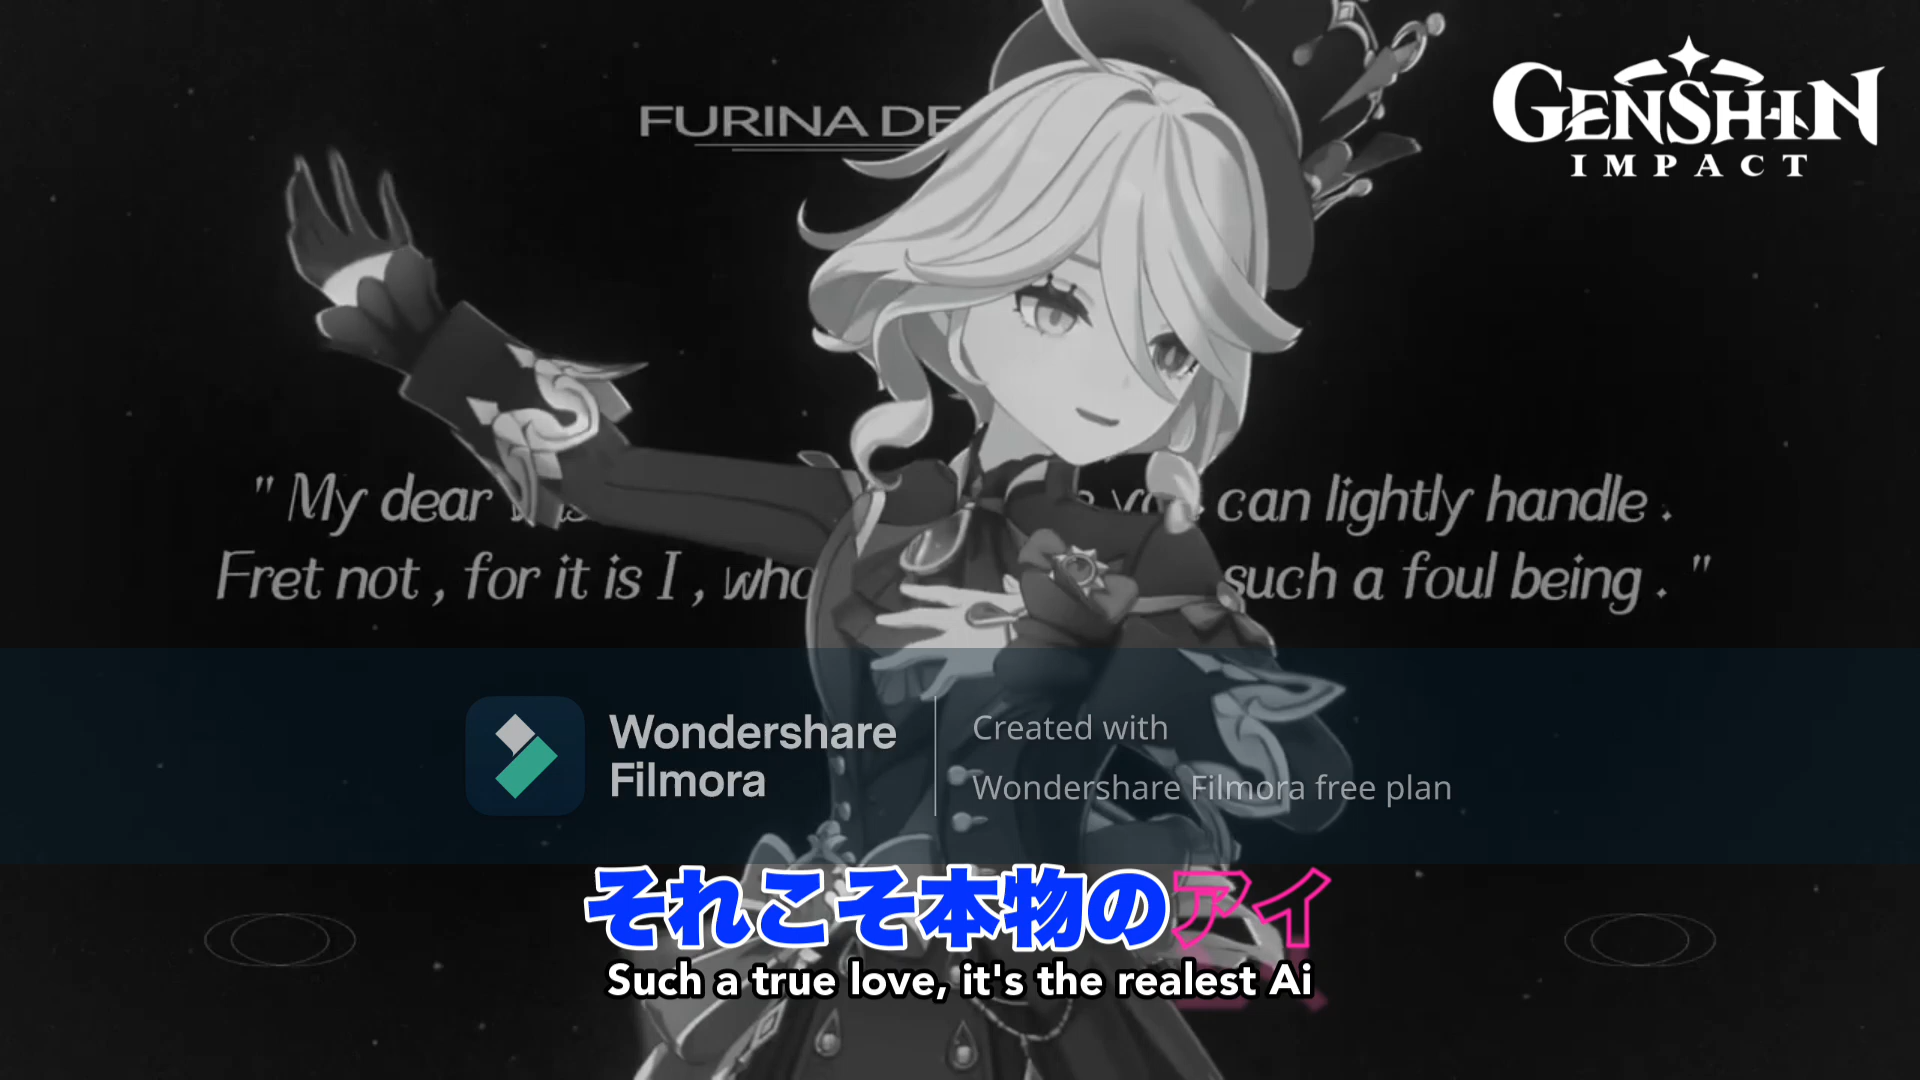 GENSHIN
IMPACT
FURINA DE
" My dear can lightly handle .
Fret not , for it is I , who such a foul being . "
Wondershare
Filmora
Created with
Wondershare Filmora free plan
それこそ本物のアイ
Such a true love, it's the realest Ai